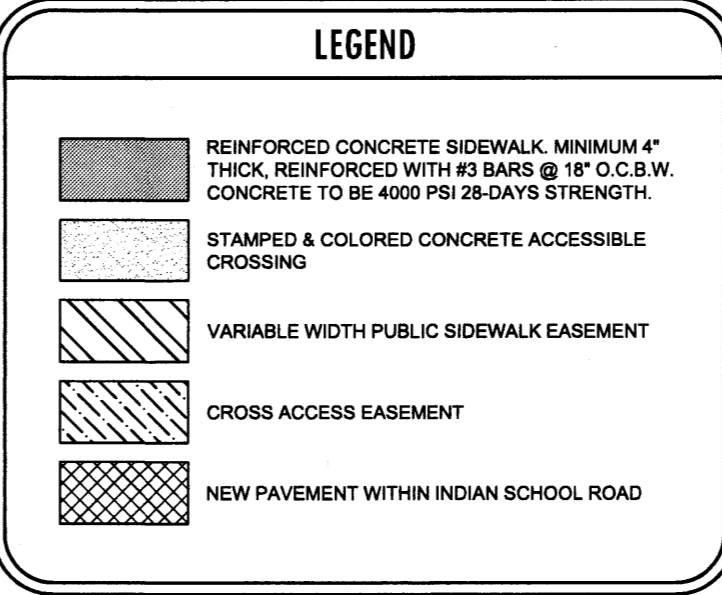 LEGEND
REINFORCED CONCRETE SIDEWALK. MINIMUM 4"
THICK, REINFORCED WITH #3 BARS @ 18" O.C.B.W.
CONCRETE TO BE 4000 PSI 28-DAYS STRENGTH.
STAMPED & COLORED CONCRETE ACCESSIBLE
CROSSING
VARIABLE WIDTH PUBLIC SIDEWALK EASEMENT
CROSS ACCESS EASEMENT
NEW PAVEMENT WITHIN INDIAN SCHOOL ROAD